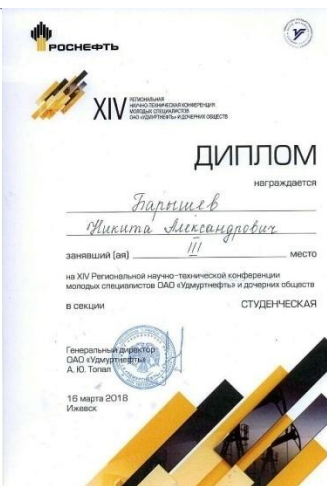 РОСНЕФТЬ
XIV
РЕГИОНАЛЬНАЯ
НАУЧНО-ТЕХНИЧЕСКАЯ КОНФЕРЕНЦИЯ
МОЛОДЫХ СПЕЦИАЛИСТОВ
ОАО «УДМУРТНЕФТЬ» И ДОЧЕРНИХ ОБЩЕСТВ
ДИПЛОМ
награждается
Барышев
Никита Александрович
занявший (ая) III место
на XIV Региональной научно-технической конференции
молодых специалистов ОАО «Удмуртнефть» и дочерних обществ
в секции СТУДЕНЧЕСКАЯ
Генеральный директор
ОАО «Удмуртнефть»
А. Ю. Топал
16 марта 2018
Ижевск